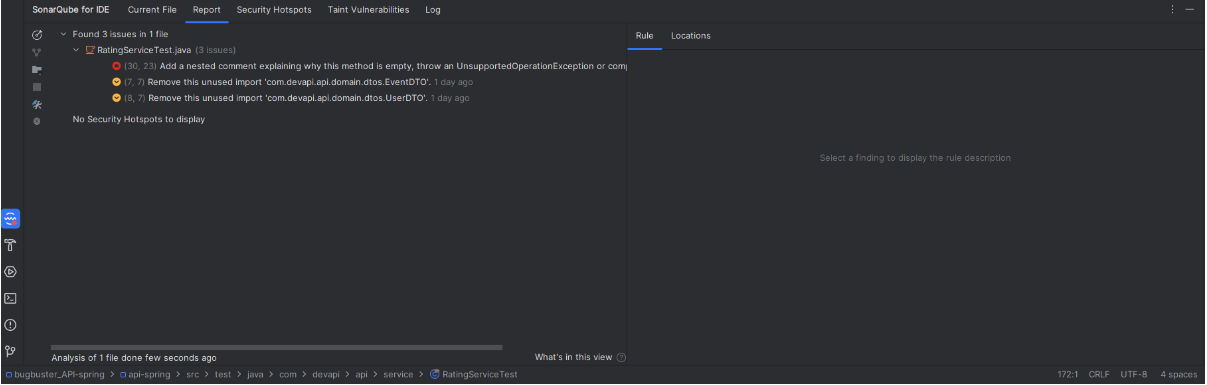 SonarQube for IDE Current File Report Security Hotspots Taint Vulnerabilities Log
Found 3 issues in 1 file
RatingServiceTest.java (3 issues)
(30, 23) Add a nested comment explaining why this method is empty, throw an UnsupportedOperationException or comp
(7, 7) Remove this unused import 'com.devapi.api.domain.dtos.EventDTO'. 1 day ago
(8, 7) Remove this unused import 'com.devapi.api.domain.dtos.UserDTO'. 1 day ago
No Security Hotspots to display
Rule Locations
Select a finding to display the rule description
Analysis of 1 file done few seconds ago
What's in this view ?
bugbuster_API-spring > api-spring > src > test > java > com > devapi > api > service > RatingServiceTest
172:1 CRLF UTF-8 4 spaces